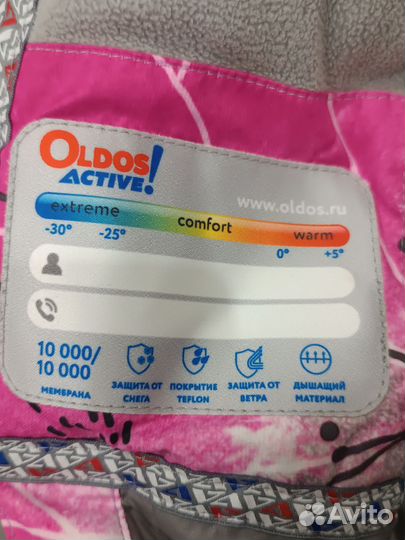 OLDOS
ACTIVE!
www.oldos.ru
extreme comfort warm
-30° -25° 0° +5°
10 000/
10 000
МЕМБРАНА
ЗАЩИТА ОТ
СНЕГА
ПОКРЫТИЕ
TEFLON
ЗАЩИТА ОТ
ВЕТРА
ДЫШАЩИЙ
МАТЕРИАЛ
Avito